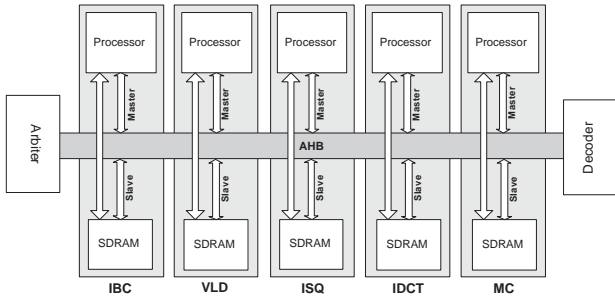 Processor
Processor
Processor
Processor
Processor
Master
Master
Master
Master
Master
Arbiter
AHB
Decoder
Slave
Slave
Slave
Slave
Slave
SDRAM
SDRAM
SDRAM
SDRAM
SDRAM
IBC
VLD
ISQ
IDCT
MC